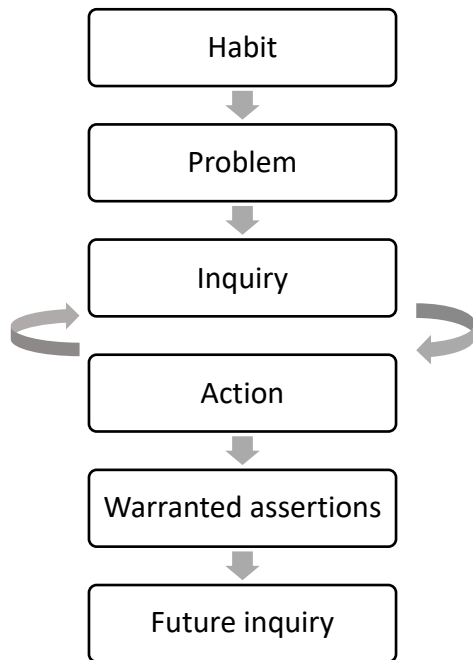 Habit
Problem
Inquiry
Action
Warranted assertions
Future inquiry